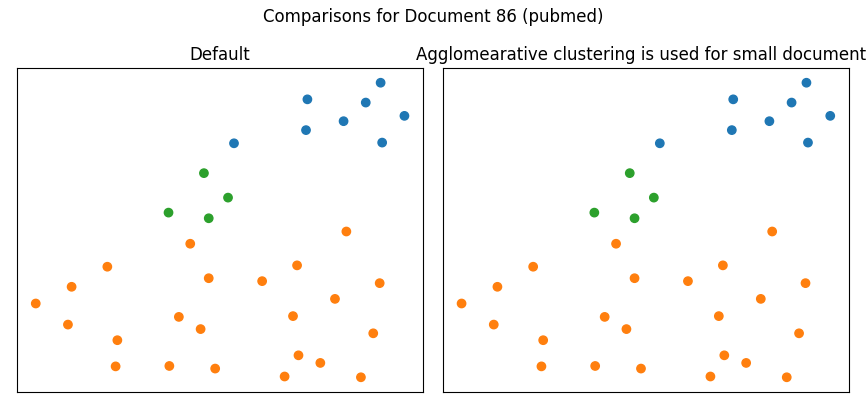 Comparisons for Document 86 (pubmed)
Default
Agglomearative clustering is used for small document